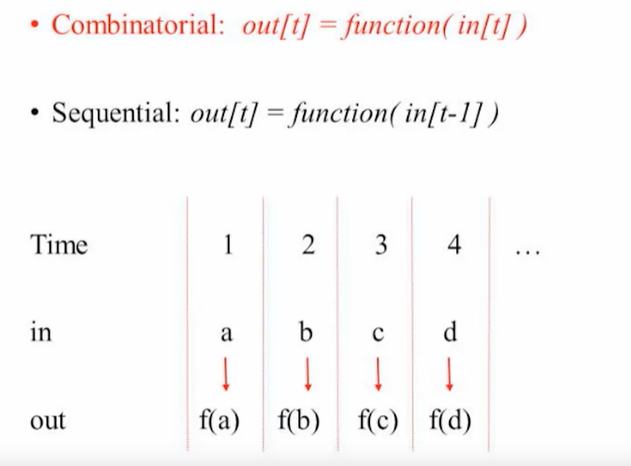 • Combinatorial: out[t] = function( in[t] )
• Sequential: out[t] = function( in[t-1] )
Time 1 2 3 4 ...
in a b c d
out f(a) f(b) f(c) f(d)